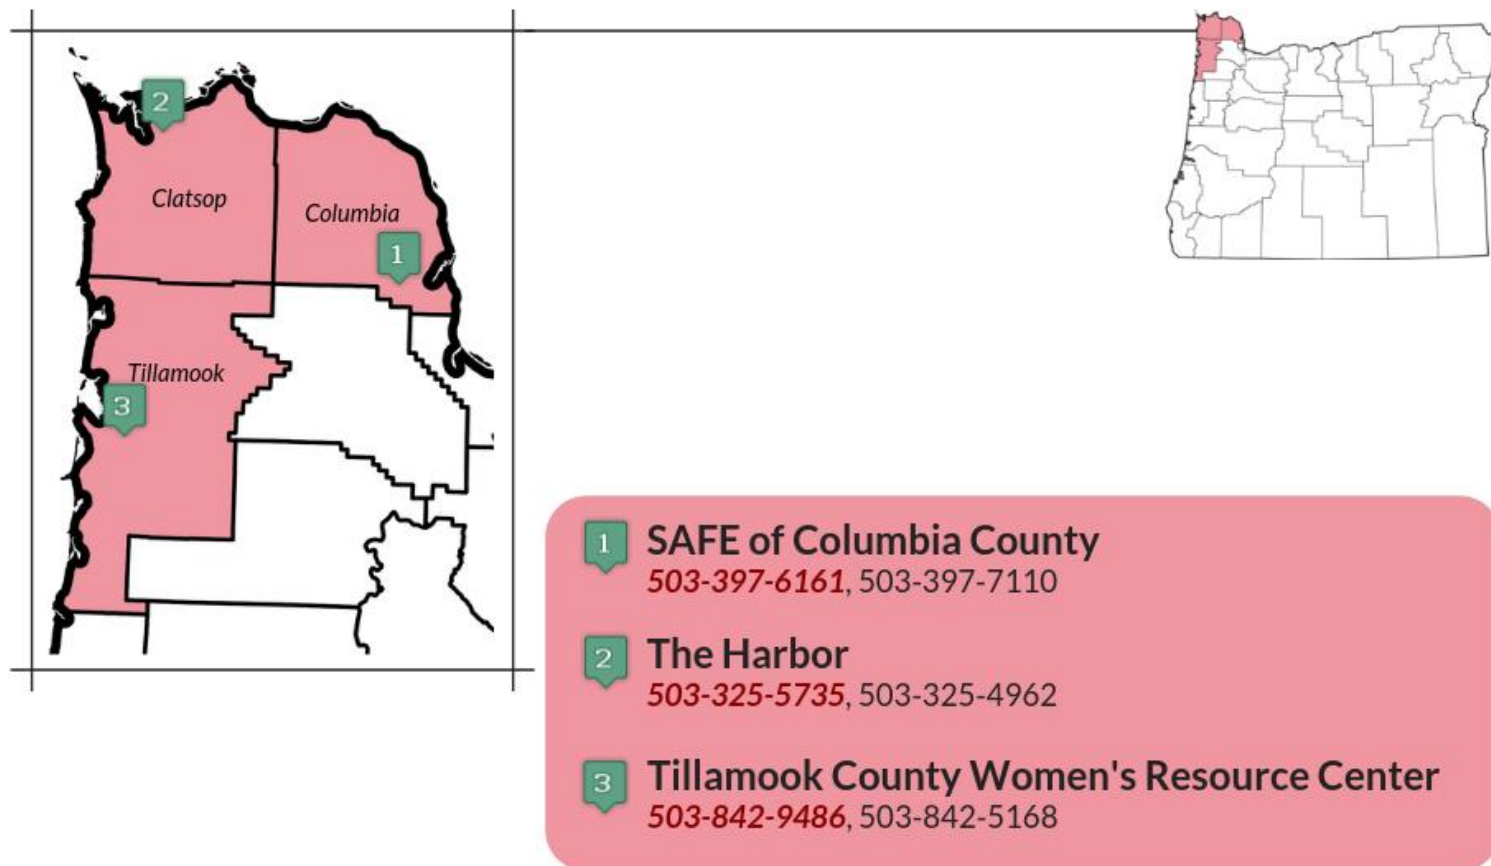 2
Clatsop
Columbia
1
Tillamook
3
1 SAFE of Columbia County
503-397-6161, 503-397-7110
2 The Harbor
503-325-5735, 503-325-4962
3 Tillamook County Women's Resource Center
503-842-9486, 503-842-5168